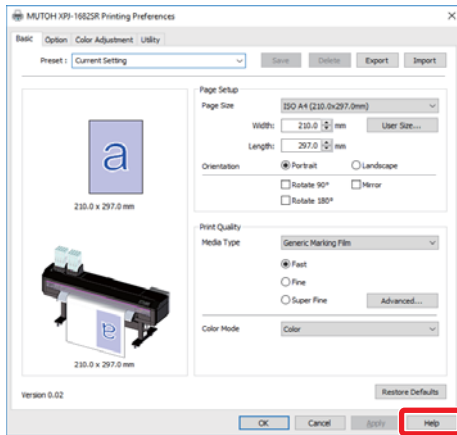 MUTOH XPJ-1682SR Printing Preferences
Basic Option Color Adjustment Utility
Preset : Current Setting Save Delete Export Import
Page Setup
Page Size ISO A4 (210.0x297.0mm)
Width: 210.0 mm User Size...
Length: 297.0 mm
Orientation Portrait Landscape
Rotate 90° Mirror
Rotate 180°
a
210.0 x 297.0 mm
Print Quality
Media Type Generic Marking Film
Fast
Fine
Super Fine Advanced...
Color Mode Color
a
210.0 x 297.0 mm
Version 0.02 Restore Defaults
OK Cancel Apply Help